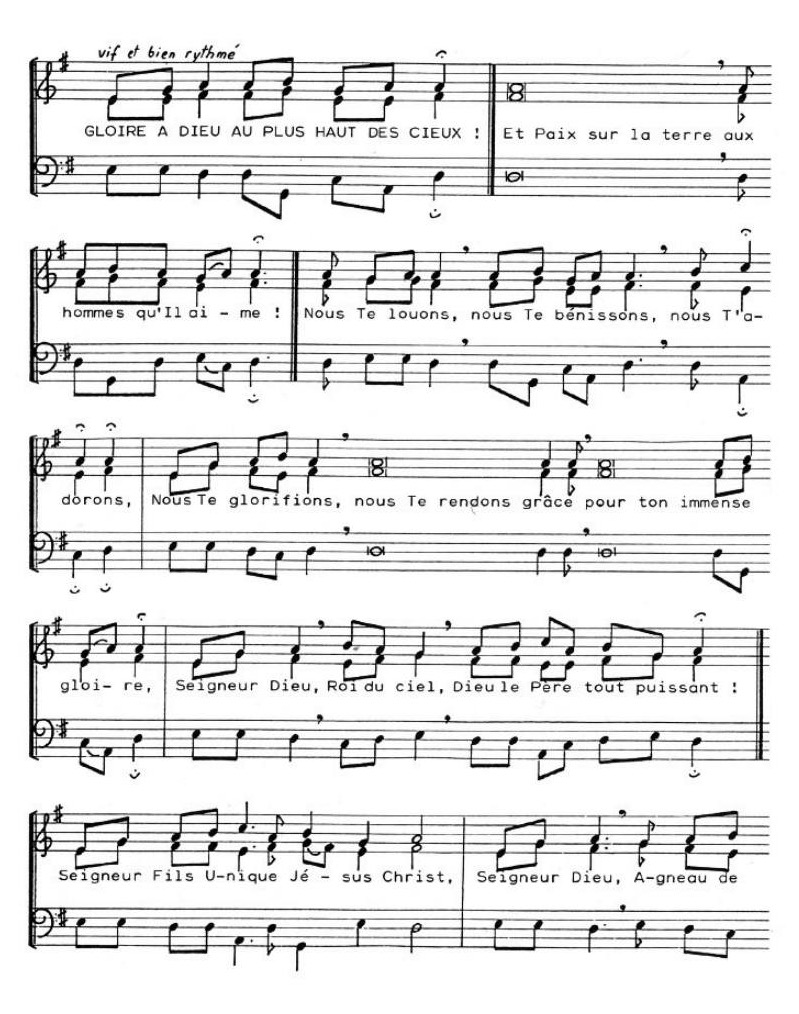 vif et bien rythmé
GLOIRE A DIEU AU PLUS HAUT DES CIEUX ! Et Paix sur la terre aux
hommes qu'Il ai - me ! Nous Te louons, nous Te bénissons, nous T'a-
dorons, Nous Te glorifions, nous Te rendons grâce pour ton immense
gloi- re, Seigneur Dieu, Roi du ciel, Dieu le Père tout puissant !
Seigneur Fils U-nique Jé - sus Christ, Seigneur Dieu, A-gneau de